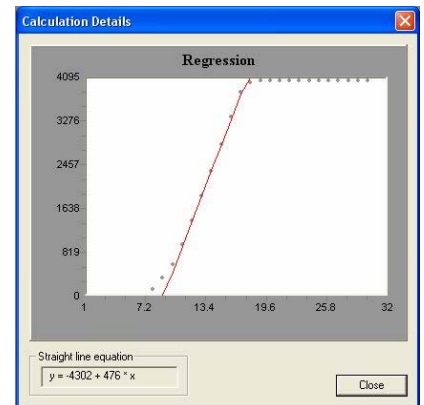 Calculation Details
Regression
4095
3276
2457
1638
819
0
1 7.2 13.4 19.6 25.8 32
Straight line equation
y = -4302 + 476 * x
Close